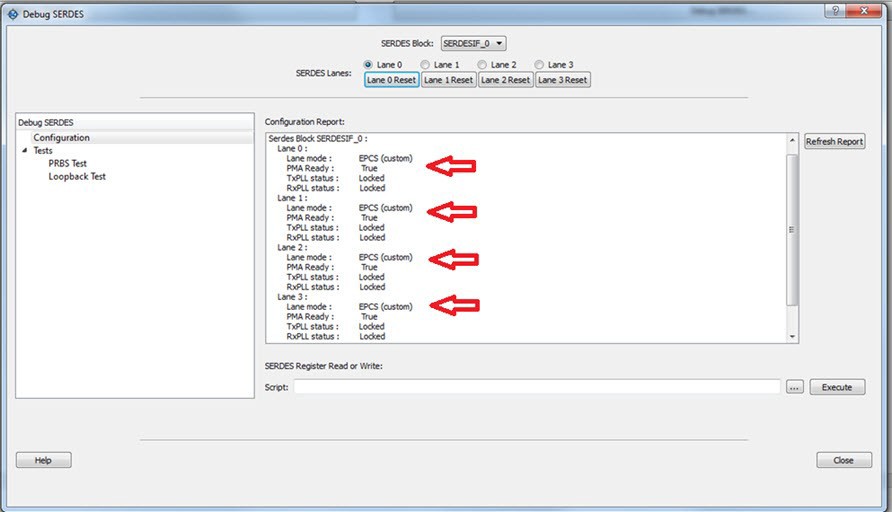 Debug SERDES
SERDES Block: SERDESIF_0
SERDES Lanes: Lane 0 Lane 1 Lane 2 Lane 3
Lane 0 Reset Lane 1 Reset Lane 2 Reset Lane 3 Reset
Debug SERDES
Configuration
Tests
PRBS Test
Loopback Test
Configuration Report:
Serdes Block SERDESIF_0 :
Lane 0 :
Lane mode : EPCS (custom)
PMA Ready : True
TxPLL status : Locked
RxPLL status : Locked
Lane 1 :
Lane mode : EPCS (custom)
PMA Ready : True
TxPLL status : Locked
RxPLL status : Locked
Lane 2 :
Lane mode : EPCS (custom)
PMA Ready : True
TxPLL status : Locked
RxPLL status : Locked
Lane 3 :
Lane mode : EPCS (custom)
PMA Ready : True
TxPLL status : Locked
RxPLL status : Locked
Refresh Report
SERDES Register Read or Write:
Script: ... Execute
Help Close